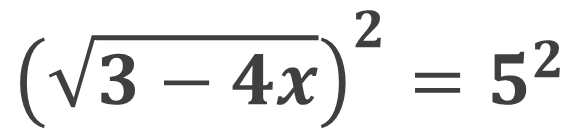 (√3 − 4x)² = 5²